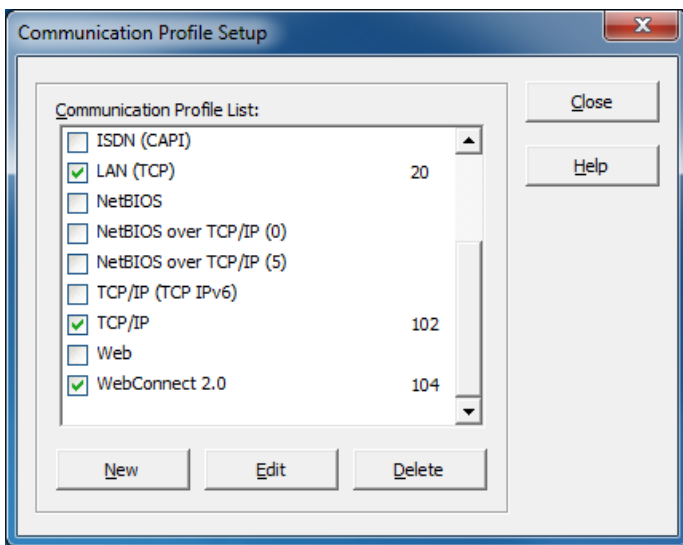 Communication Profile Setup
Communication Profile List:
ISDN (CAPI)
LAN (TCP) 20
NetBIOS
NetBIOS over TCP/IP (0)
NetBIOS over TCP/IP (5)
TCP/IP (TCP IPv6)
TCP/IP 102
Web
WebConnect 2.0 104
New Edit Delete
Close
Help